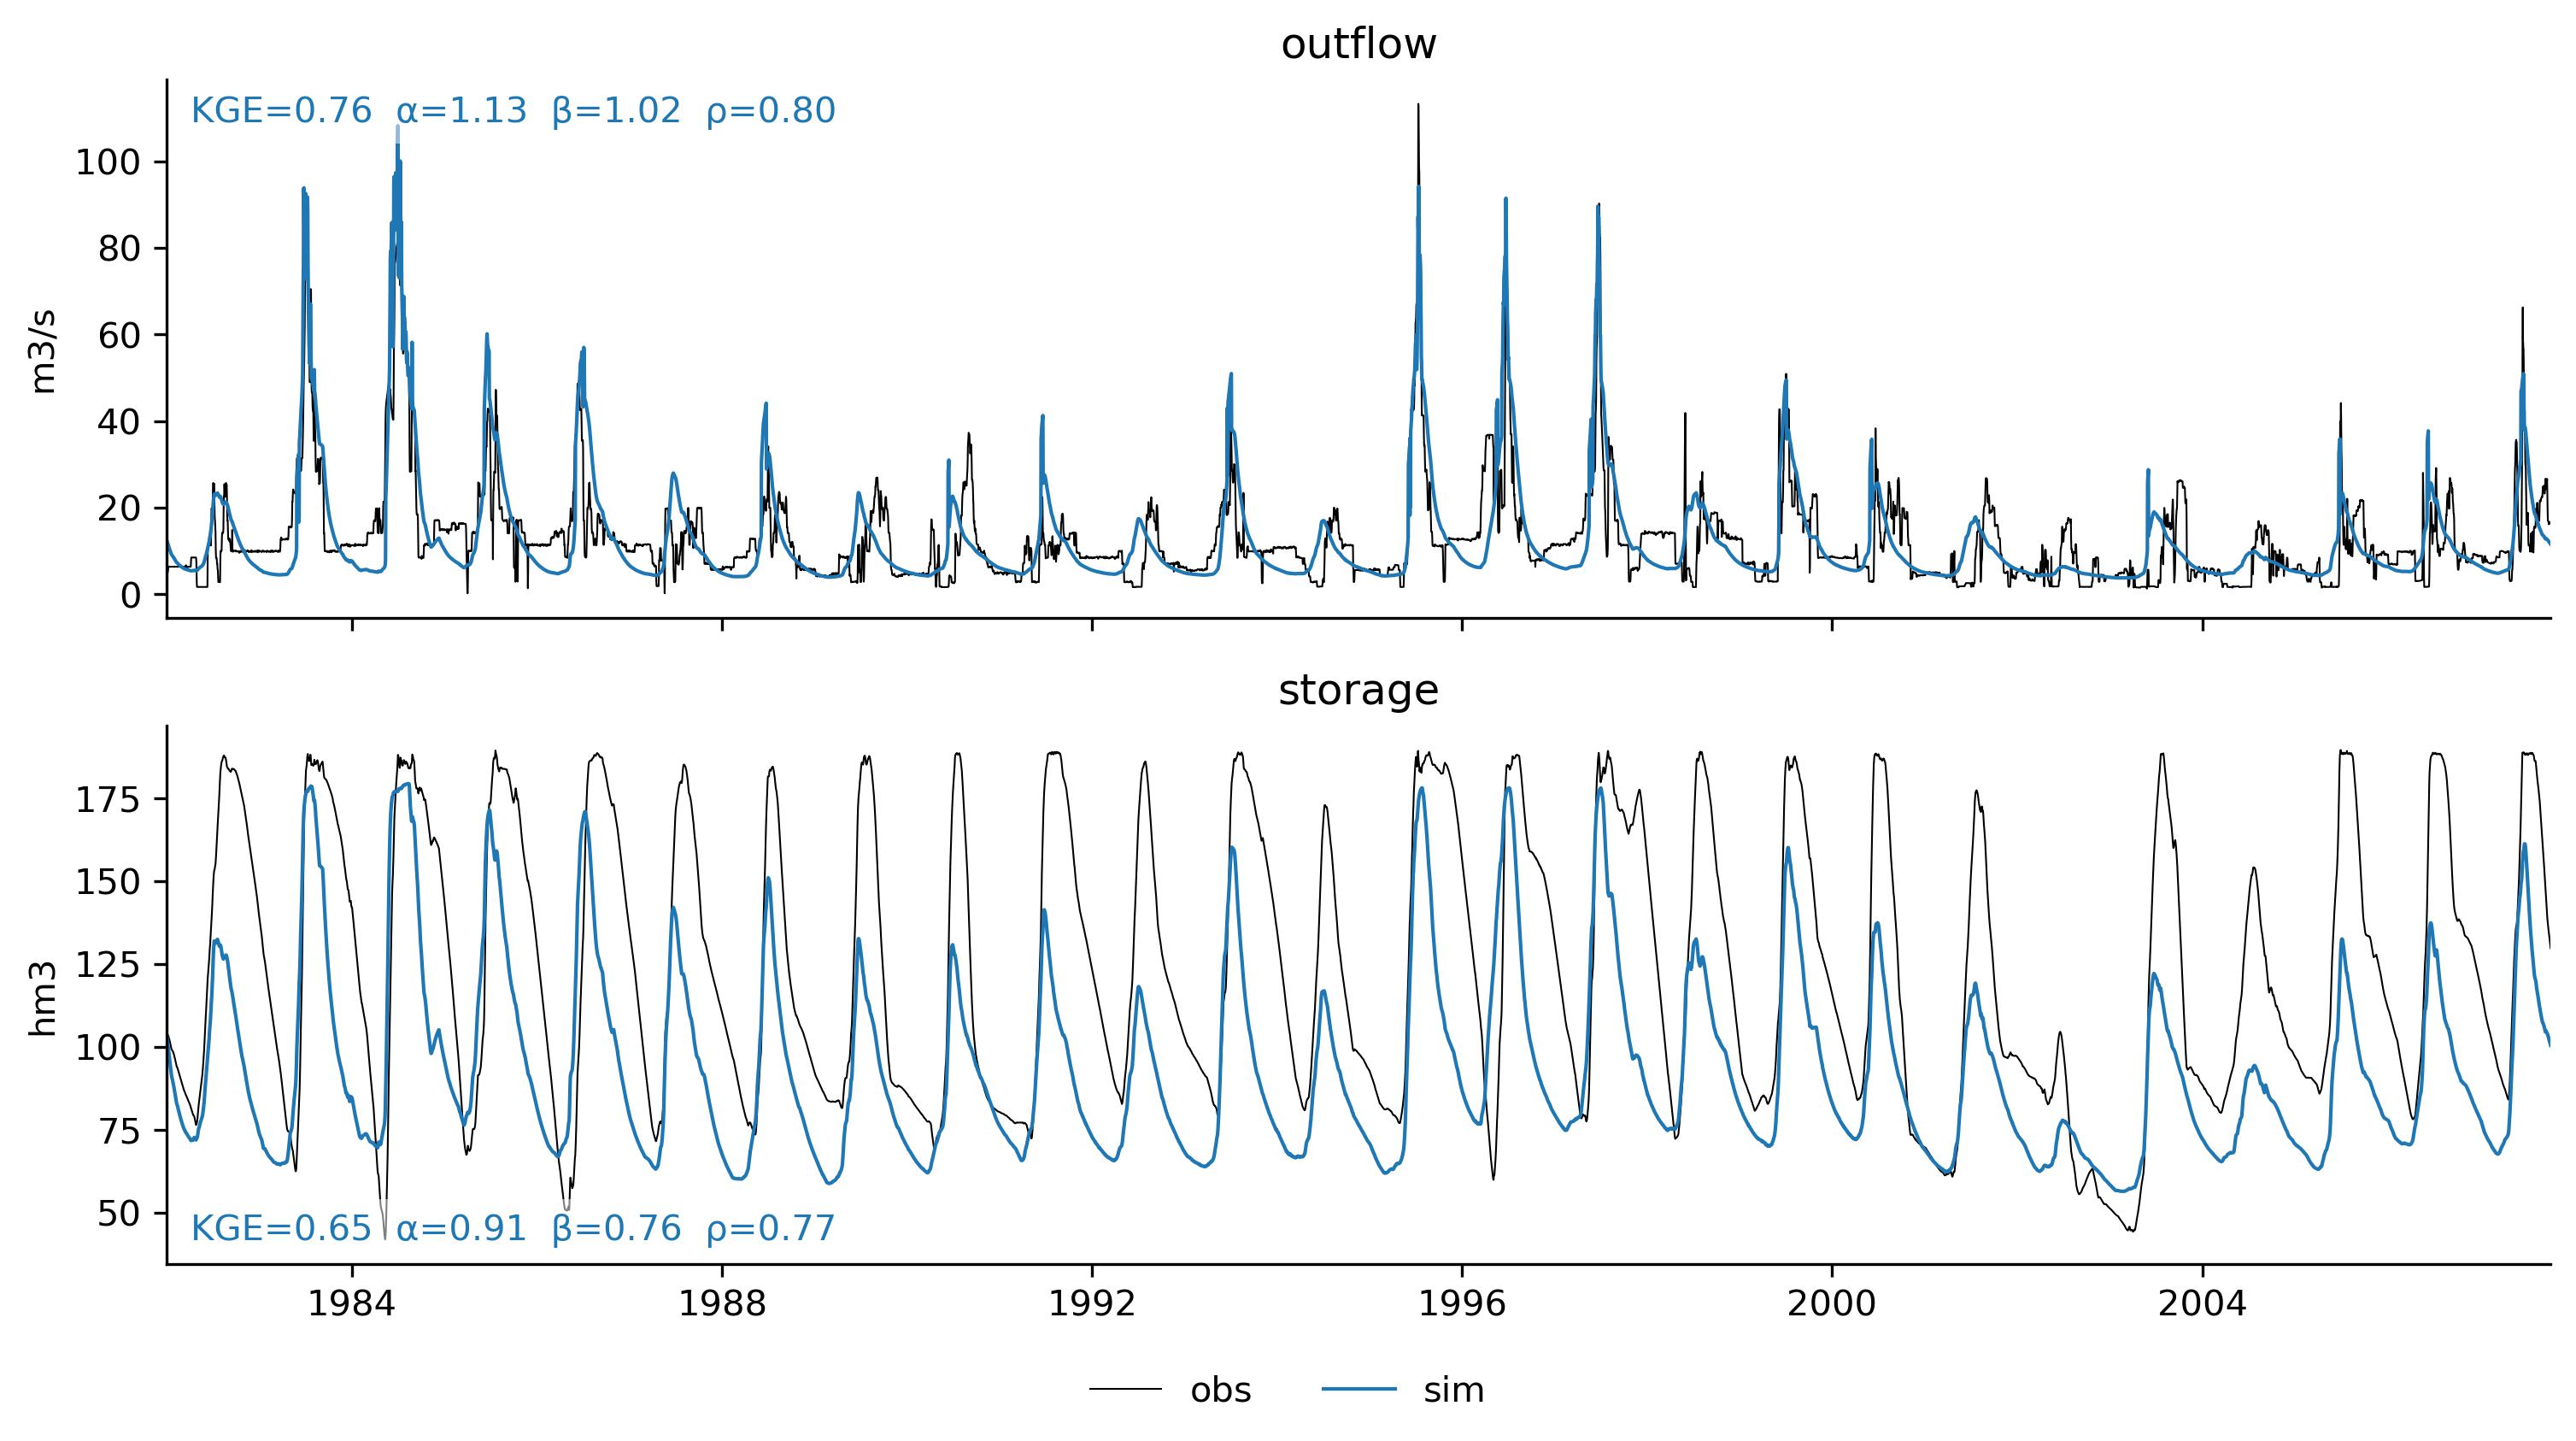 outflow
KGE=0.76 α=1.13 β=1.02 ρ=0.80
100
80
60
40
20
0
m3/s
storage
175
150
125
100
75
50
hm3
KGE=0.65 α=0.91 β=0.76 ρ=0.77
1984 1988 1992 1996 2000 2004
obs sim